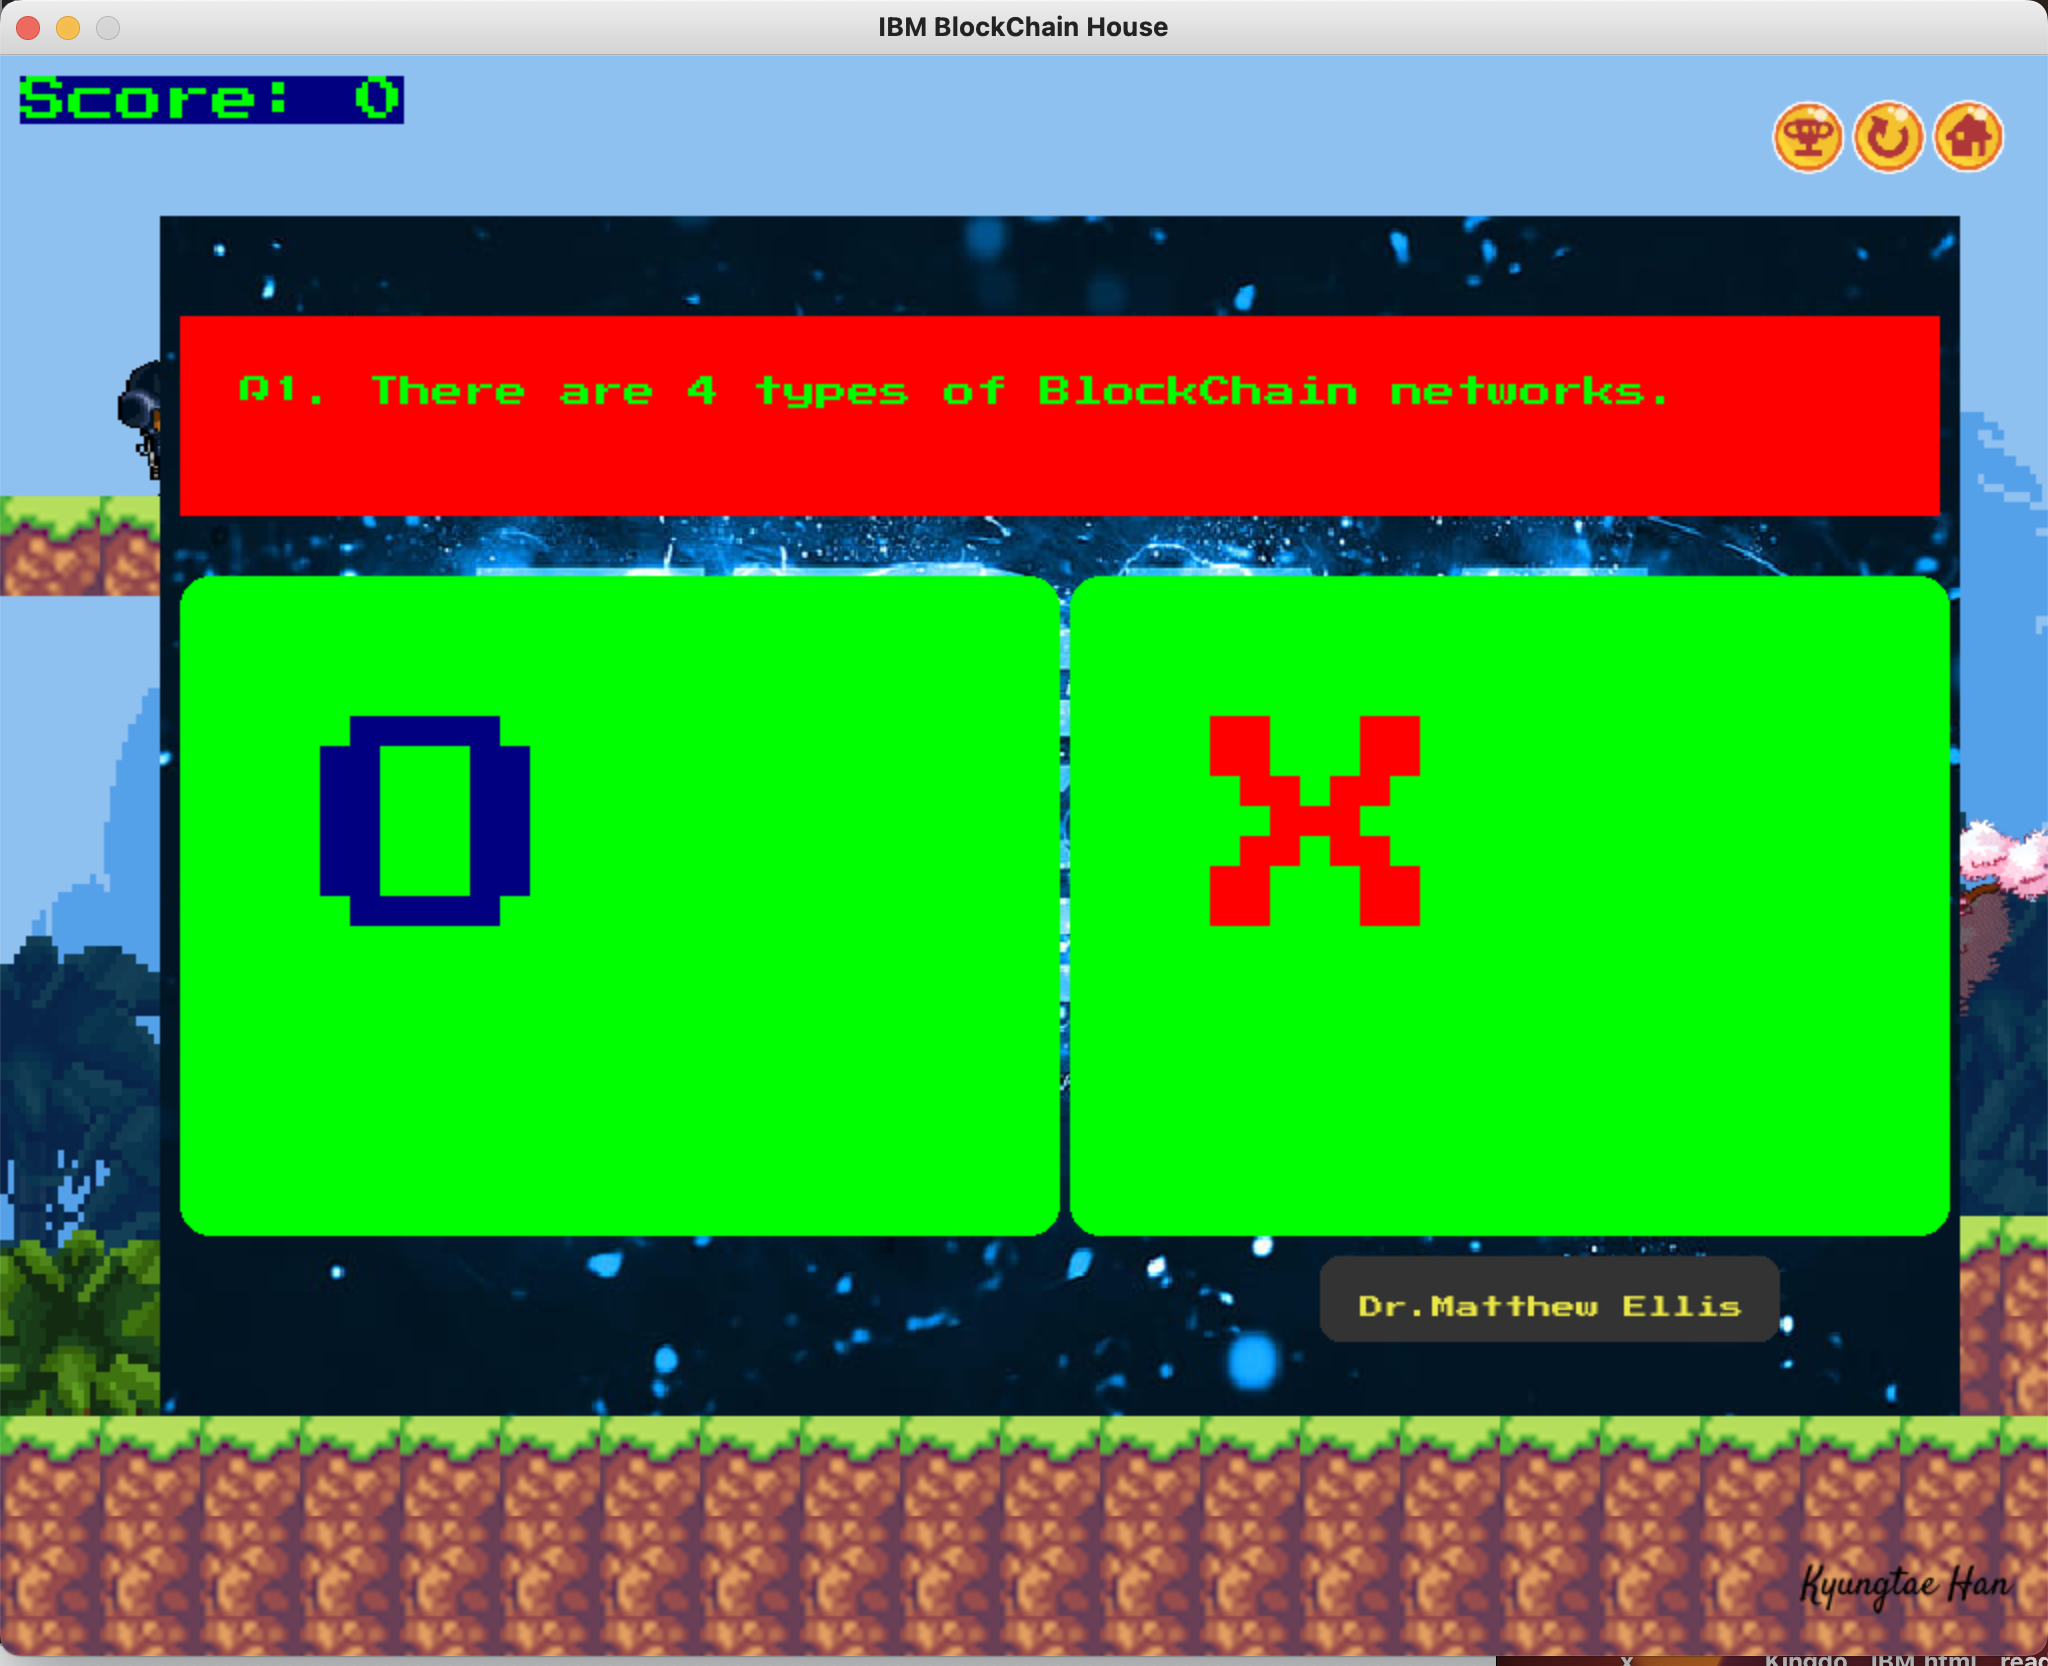 IBM BlockChain House
Score: 0
Q1. There are 4 types of BlockChain networks.
O
X
Dr.Matthew Ellis
Kyungtae Han